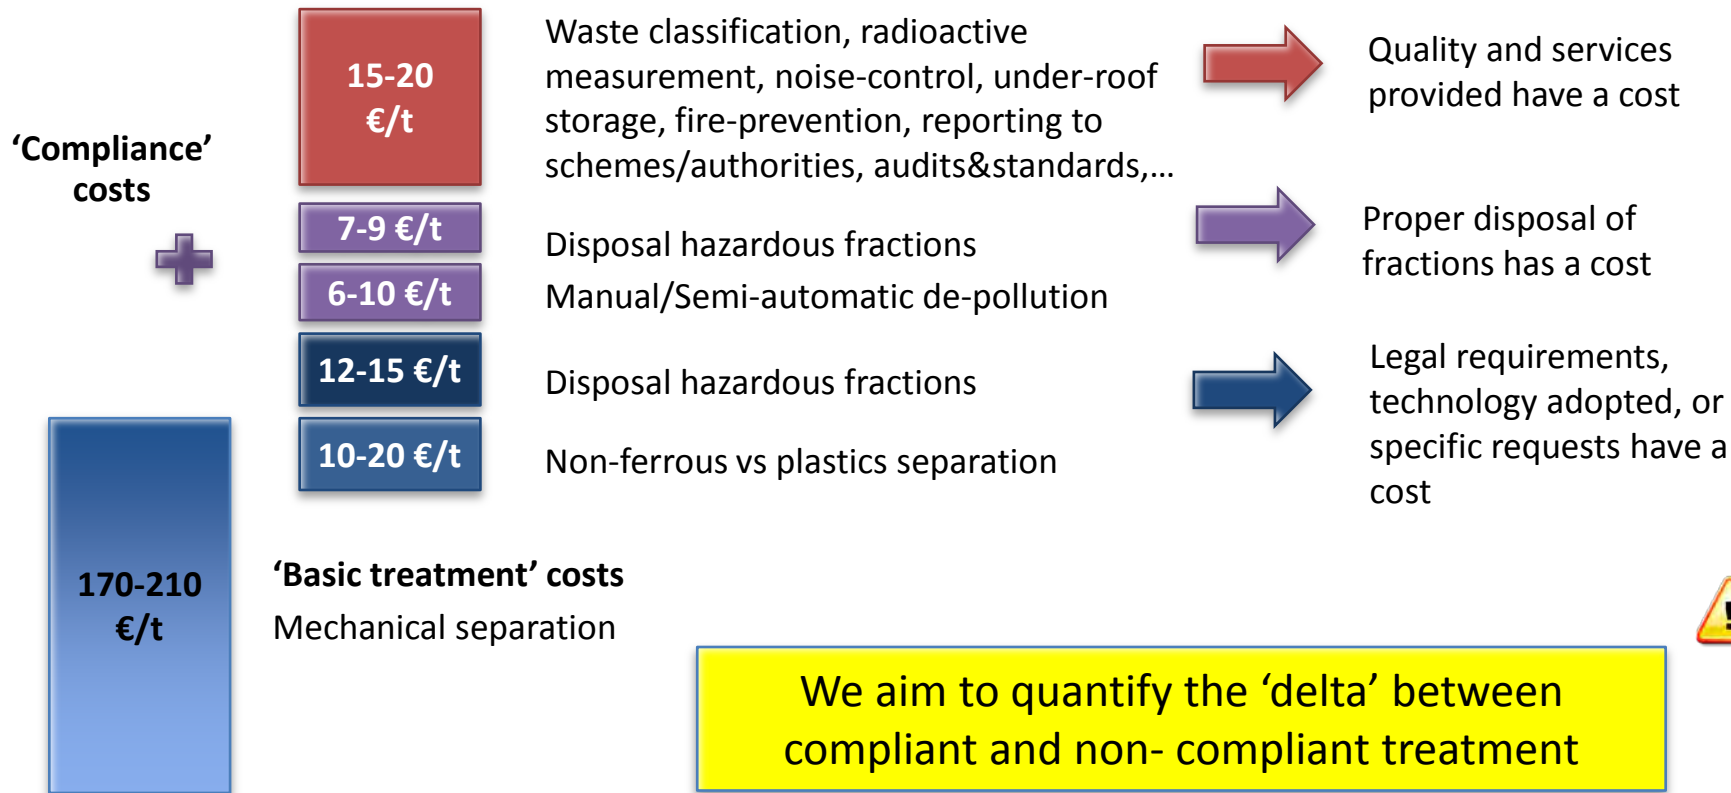 15-20
€/t
Waste classification, radioactive
measurement, noise-control, under-roof
storage, fire-prevention, reporting to
schemes/authorities, audits&standards,…
Quality and services
provided have a cost
‘Compliance’
costs
7-9 €/t
Disposal hazardous fractions
6-10 €/t
Manual/Semi-automatic de-pollution
Proper disposal of
fractions has a cost
12-15 €/t
Disposal hazardous fractions
10-20 €/t
Non-ferrous vs plastics separation
Legal requirements,
technology adopted, or
specific requests have a
cost
170-210
€/t
‘Basic treatment’ costs
Mechanical separation
!
We aim to quantify the ‘delta’ between
compliant and non- compliant treatment